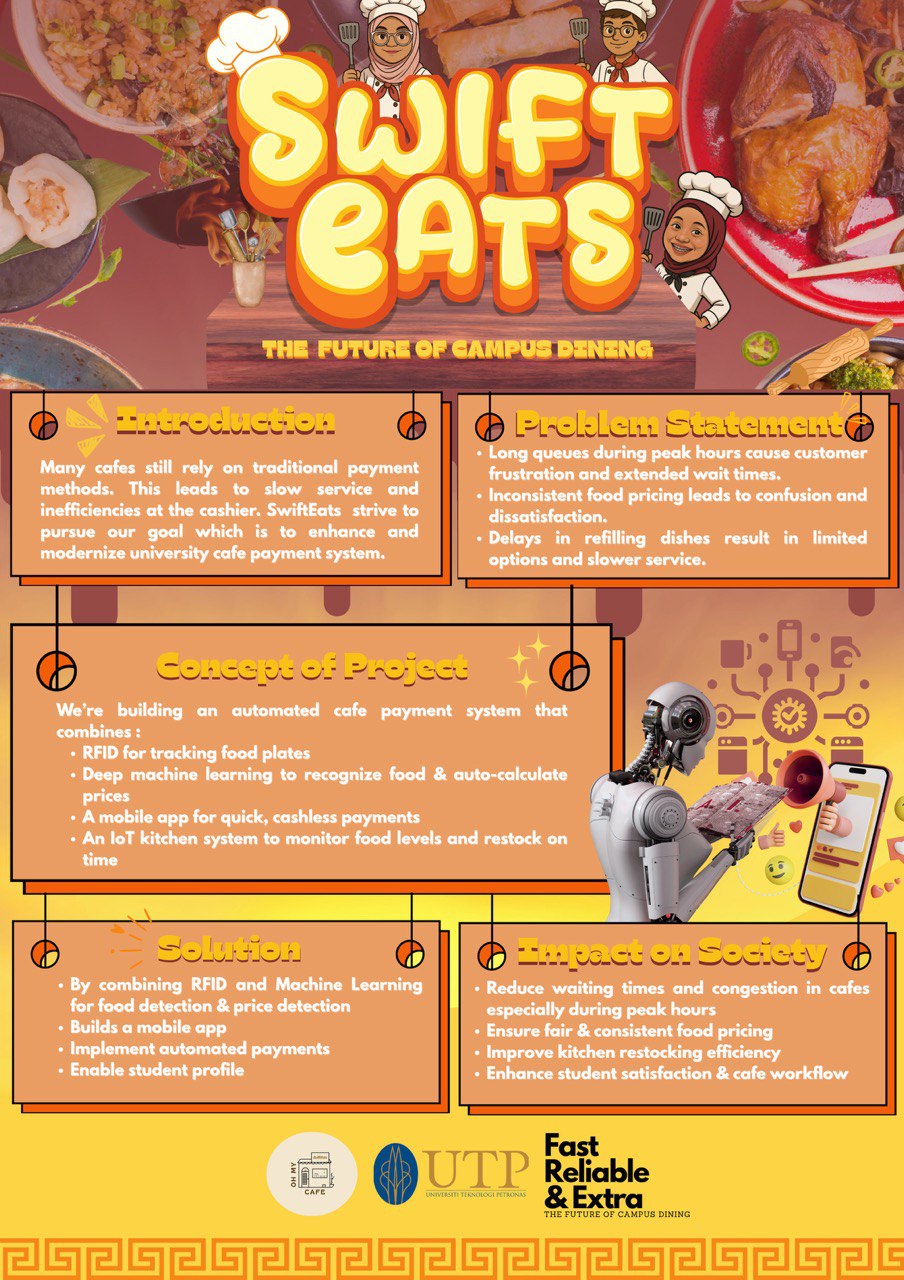 SWIFT
EATS
THE FUTURE OF CAMPUS DINING
Introduction
Many cafes still rely on traditional payment
methods. This leads to slow service and
inefficiencies at the cashier. SwiftEats strive to
pursue our goal which is to enhance and
modernize university cafe payment system.
Problem Statement
• Long queues during peak hours cause customer
frustration and extended wait times.
• Inconsistent food pricing leads to confusion and
dissatisfaction.
• Delays in refilling dishes result in limited
options and slower service.
Concept of Project
We're building an automated cafe payment system that
combines :
• RFID for tracking food plates
• Deep machine learning to recognize food & auto-calculate
prices
• A mobile app for quick, cashless payments
• An IoT kitchen system to monitor food levels and restock on
time
Solution
• By combining RFID and Machine Learning
for food detection & price detection
• Builds a mobile app
• Implement automated payments
• Enable student profile
Impact on Society
• Reduce waiting times and congestion in cafes
especially during peak hours
• Ensure fair & consistent food pricing
• Improve kitchen restocking efficiency
• Enhance student satisfaction & cafe workflow
OH MY
CAFE
UTP
UNIVERSITI TEKNOLOGI PETRONAS
Fast
Reliable
& Extra
THE FUTURE OF CAMPUS DINING